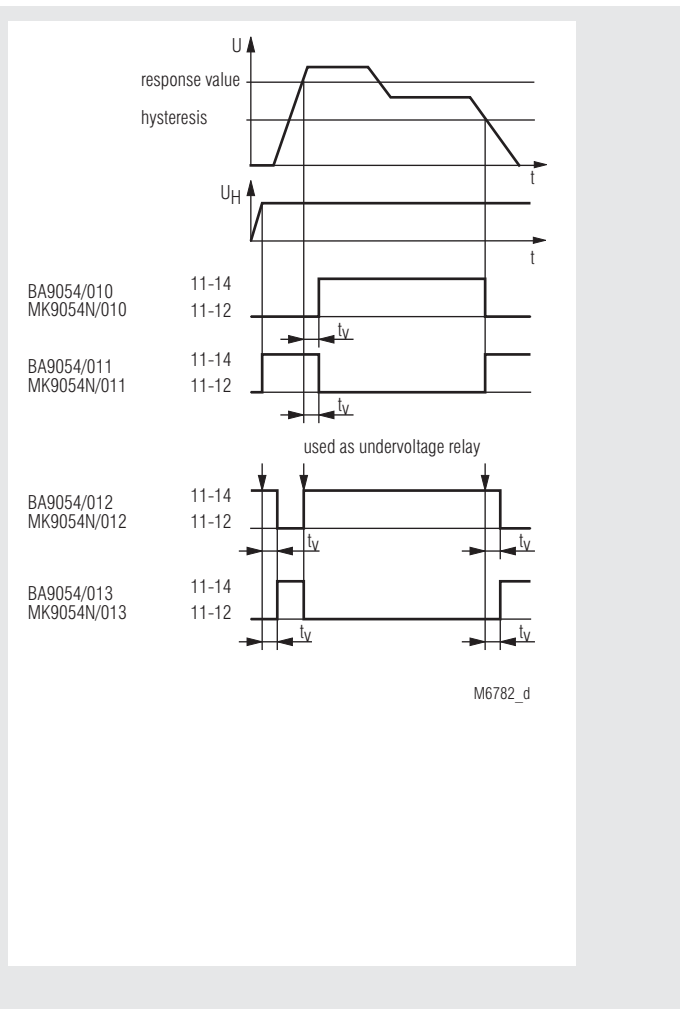 U
response value
hysteresis
t
UH
t
BA9054/010 11-14
MK9054N/010 11-12
tv
BA9054/011 11-14
MK9054N/011 11-12
tv
used as undervoltage relay
BA9054/012 11-14
MK9054N/012 11-12
tv tv
BA9054/013 11-14
MK9054N/013 11-12
tv tv
M6782_d